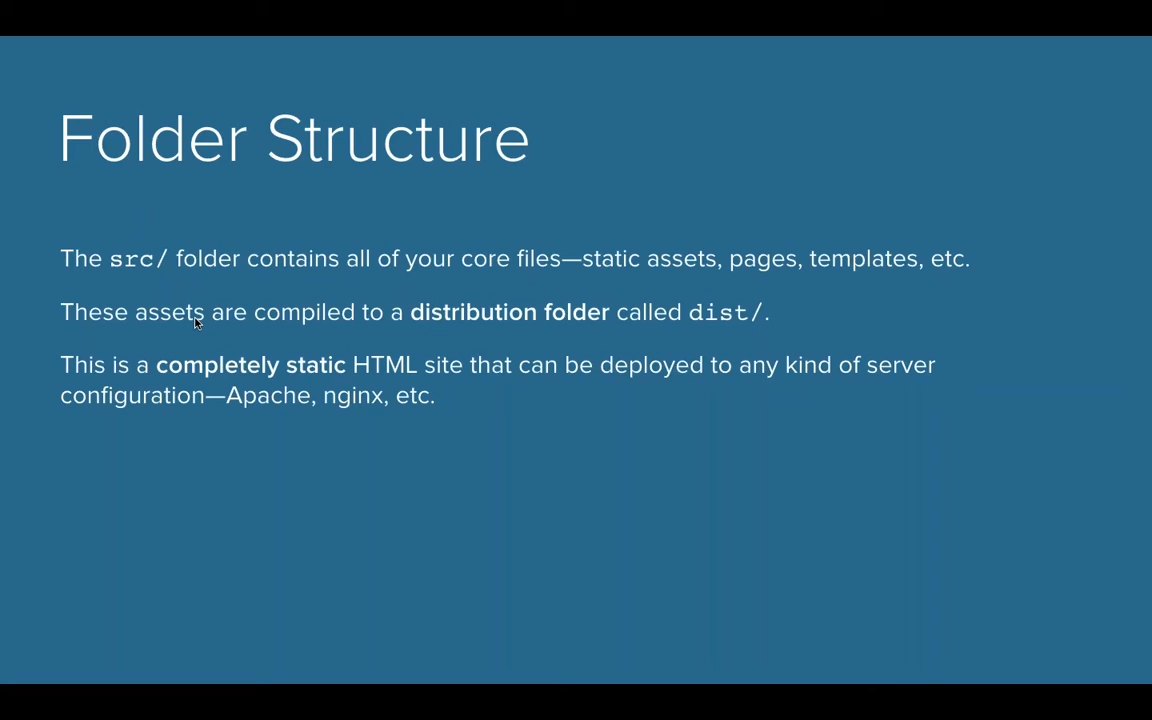 Folder Structure
The src/ folder contains all of your core files—static assets, pages, templates, etc.
These assets are compiled to a distribution folder called dist/.
This is a completely static HTML site that can be deployed to any kind of server
configuration—Apache, nginx, etc.